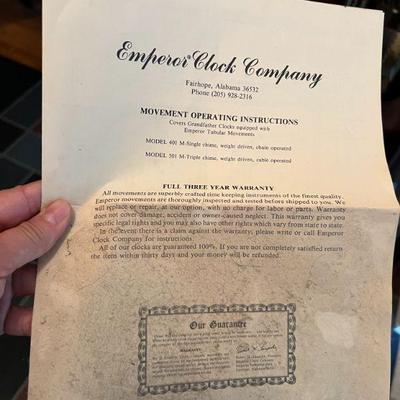 Emperor® Clock Company
Fairhope, Alabama 36532
Phone (205) 928-2316
MOVEMENT OPERATING INSTRUCTIONS
Covers Grandfather Clocks equipped with
Emperor Tubular Movements
MODEL 401 M-Single chime, weight driven, chain operated
MODEL 501 M-Triple chime, weight driven, cable operated
FULL THREE YEAR WARRANTY
All movements are superbly crafted time keeping instruments of the finest quality.
Emperor movements are thoroughly inspected and tested before shipped to you. We
will replace or repair, at our option, with no charge for labor or parts. Warranty
does not cover damage, accident or owner-caused neglect. This warranty gives you
specific legal rights and you may also have other rights which vary from state to state.
In the event there is a claim against the warranty, please write or call Emperor
Clock Company for instructions.
All of our clocks are guaranteed 100%. If you are not completely satisfied return
the item within thirty days and your money will be refunded.
Our Guarantee
WARRANTY